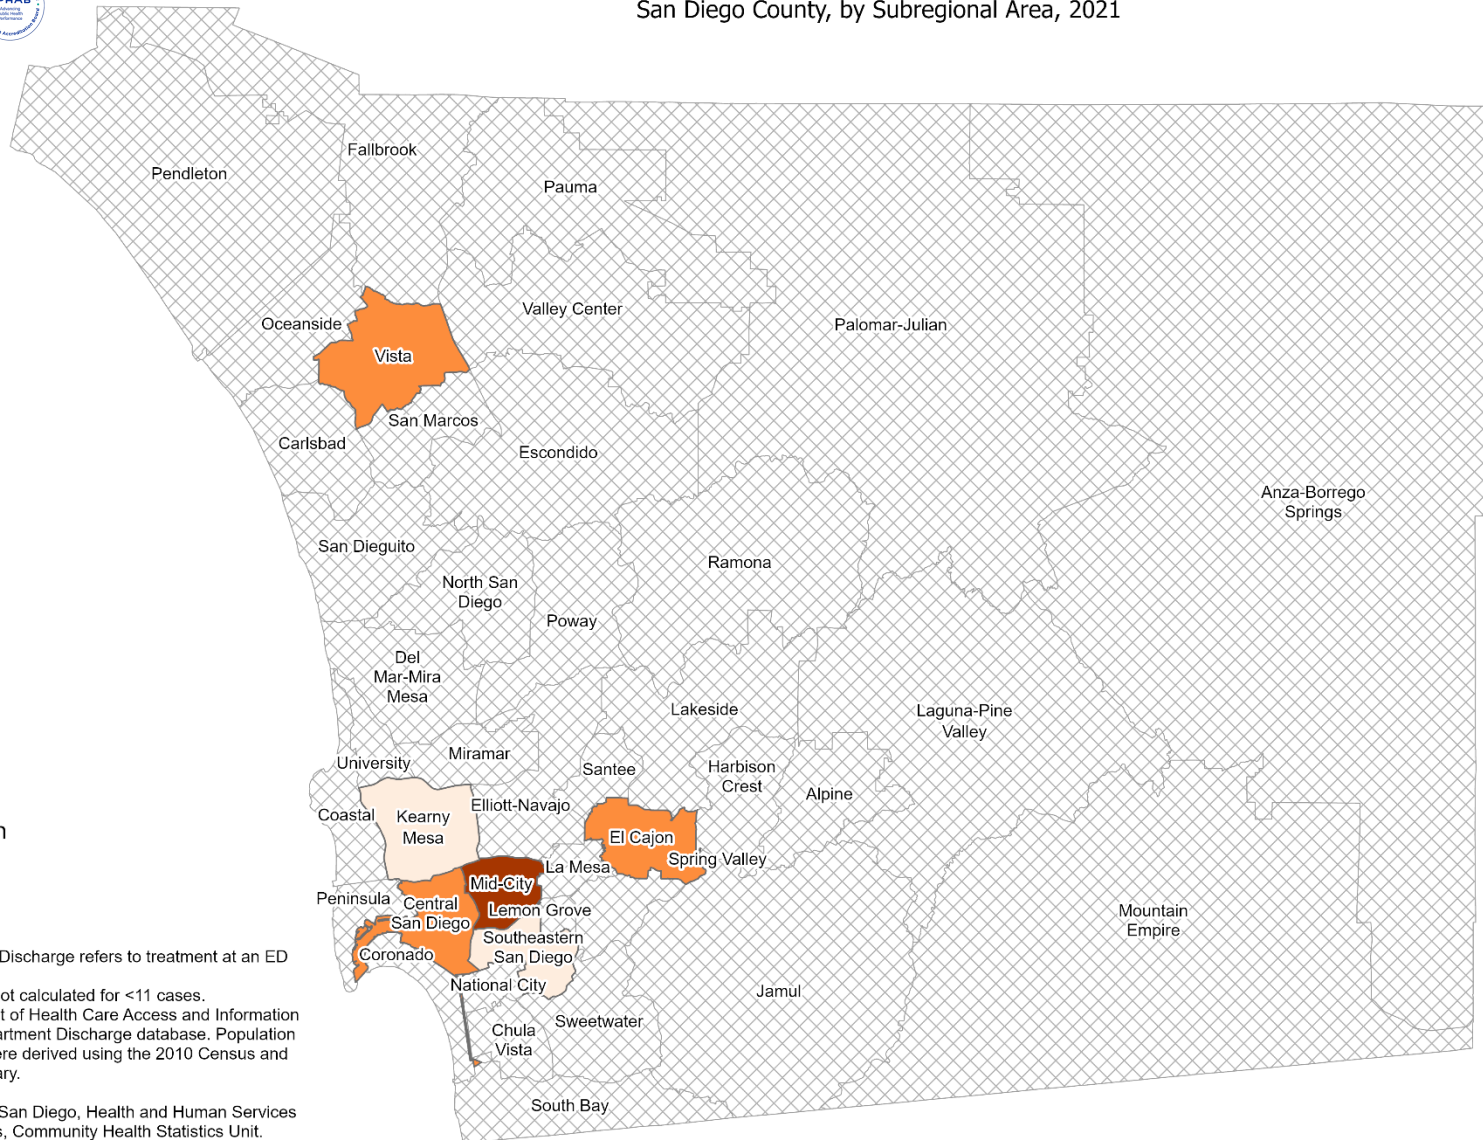 San Diego County, by Subregional Area, 2021
Advancing
Public Health
Performance
Fallbrook
Pendleton
Pauma
Valley Center
Oceanside
Palomar-Julian
Vista
San Marcos
Carlsbad
Escondido
Anza-Borrego
Springs
San Dieguito
Ramona
North San
Diego
Poway
Del
Mar-Mira
Mesa
Lakeside
Laguna-Pine
Valley
Miramar
University
Santee
Harbison
Crest
Alpine
Elliott-Navajo
Coastal
Kearny
Mesa
El Cajon
Spring Valley
La Mesa
Mid-City
Peninsula
Central
San Diego
Lemon Grove
Mountain
Empire
Southeastern
San Diego
Coronado
National City
Jamul
Sweetwater
Chula
Vista
South Bay
Discharge refers to treatment at an ED
ot calculated for <11 cases.
t of Health Care Access and Information
artment Discharge database. Population
ere derived using the 2010 Census and
ary.
San Diego, Health and Human Services
s, Community Health Statistics Unit.